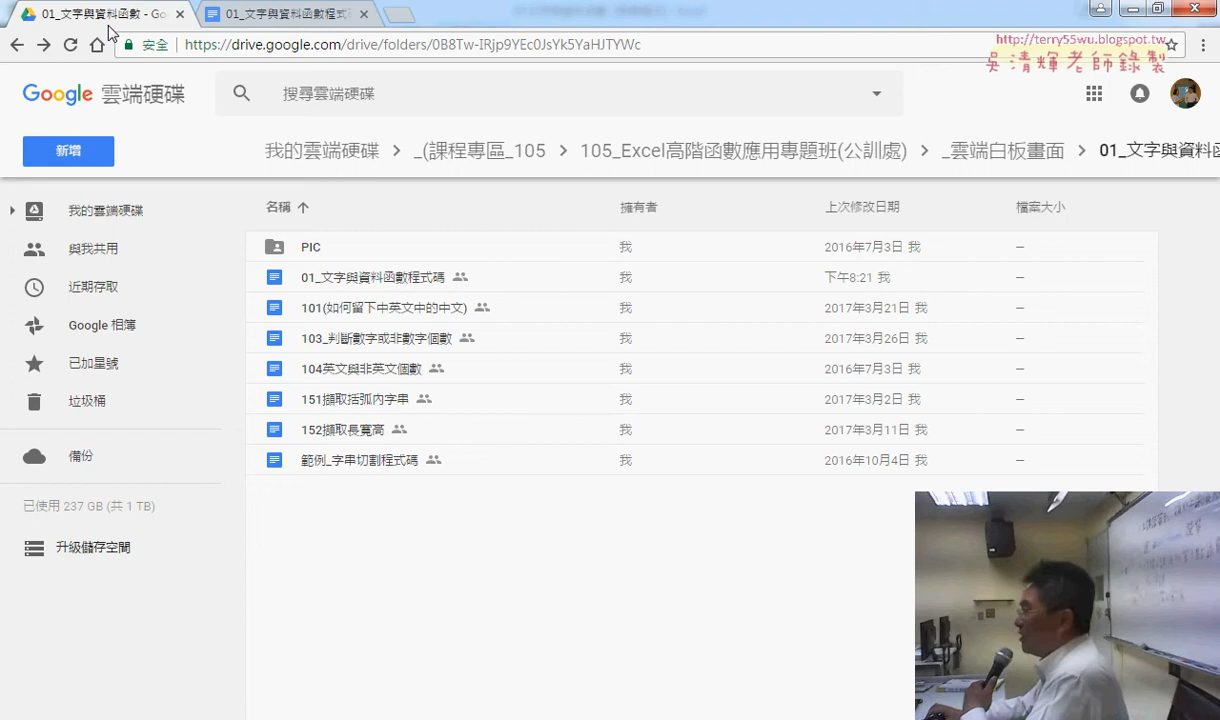 01_文字與資料函數 - Go
01_文字與資料函數程式
安全
https://drive.google.com/drive/folders/0B8Tw-IRjp9YEc0JsYk5YaHJTYWc
http://terry55wu.blogspot.tw
吳清輝老師錄製
Google 雲端硬碟
搜尋雲端硬碟
新增
我的雲端硬碟 > _(課程專區_105 > 105_Excel高階函數應用專題班(公訓處) > _雲端白板畫面 > 01_文字與資料函
我的雲端硬碟
與我共用
近期存取
Google 相簿
已加星號
垃圾桶
備份
已使用 237 GB (共 1 TB)
升級儲存空間
名稱 擁有者 上次修改日期 檔案大小
PIC 我 2016年7月3日 我 –
01_文字與資料函數程式碼 我 下午8:21 我 –
101(如何留下中英文中的中文) 我 2017年3月21日 我 –
103_判斷數字或非數字個數 我 2017年3月26日 我 –
104英文與非英文個數 我 2016年7月3日 我 –
151擷取括弧內字串 我 2017年3月2日 我 –
152擷取長寬高 我 2017年3月11日 我 –
範例_字串切割程式碼 我 2016年10月4日 我 –